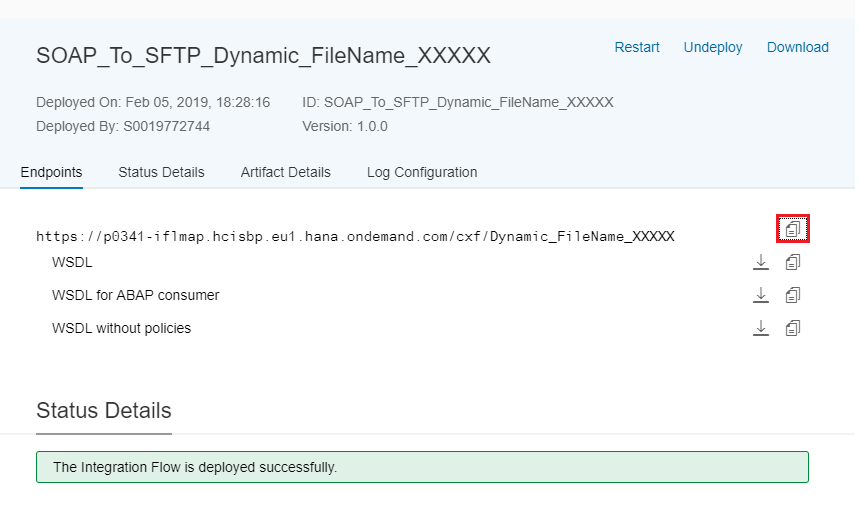 SOAP_To_SFTP_Dynamic_FileName_XXXXX
Restart Undeploy Download
Deployed On: Feb 05, 2019, 18:28:16 ID: SOAP_To_SFTP_Dynamic_FileName_XXXXX
Deployed By: S0019772744 Version: 1.0.0
Endpoints Status Details Artifact Details Log Configuration
https://p0341-iflmap.hcisbp.eu1.hana.ondemand.com/cxf/Dynamic_FileName_XXXXX
WSDL
WSDL for ABAP consumer
WSDL without policies
Status Details
The Integration Flow is deployed successfully.